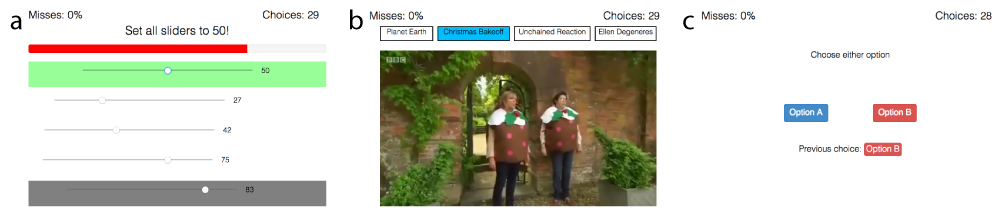 a
Misses: 0% Choices: 29
Set all sliders to 50!
50
27
42
75
83
b
Misses: 0% Choices: 29
Planet Earth Christmas Bakeoff Unchained Reaction Ellen Degeneres
BBC
c
Misses: 0% Choices: 28
Choose either option
Option A Option B
Previous choice: Option B